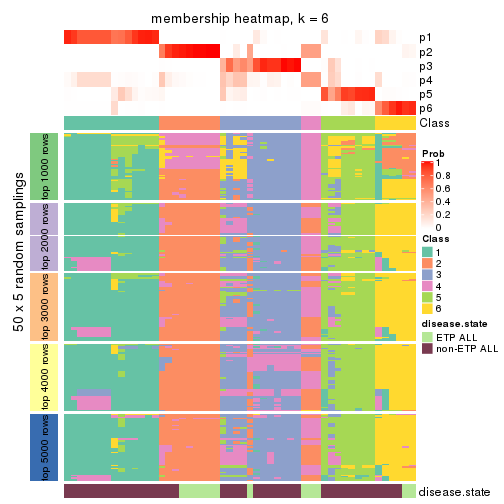 membership heatmap, k = 6
p1
p2
p3
p4
p5
p6
Class
50 x 5 random samplings
top 1000 rows
top 2000 rows
top 3000 rows
top 4000 rows
top 5000 rows
disease.state
Prob
1
0.8
0.6
0.4
0.2
0
Class
1
2
3
4
5
6
disease.state
ETP ALL
non-ETP ALL